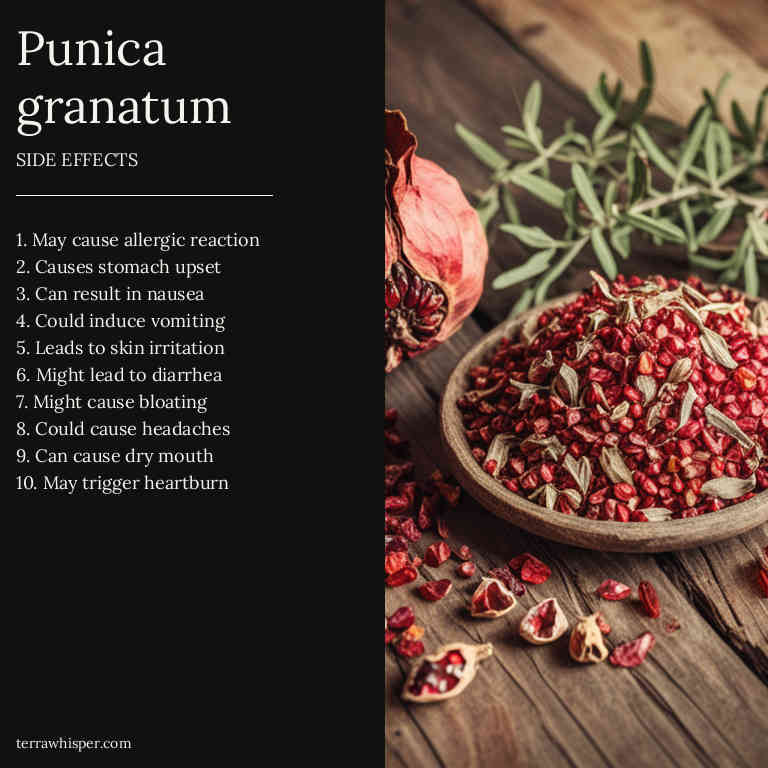 Punica
granatum
SIDE EFFECTS
1. May cause allergic reaction
2. Causes stomach upset
3. Can result in nausea
4. Could induce vomiting
5. Leads to skin irritation
6. Might lead to diarrhea
7. Might cause bloating
8. Could cause headaches
9. Can cause dry mouth
10. May trigger heartburn
terrawhisper.com